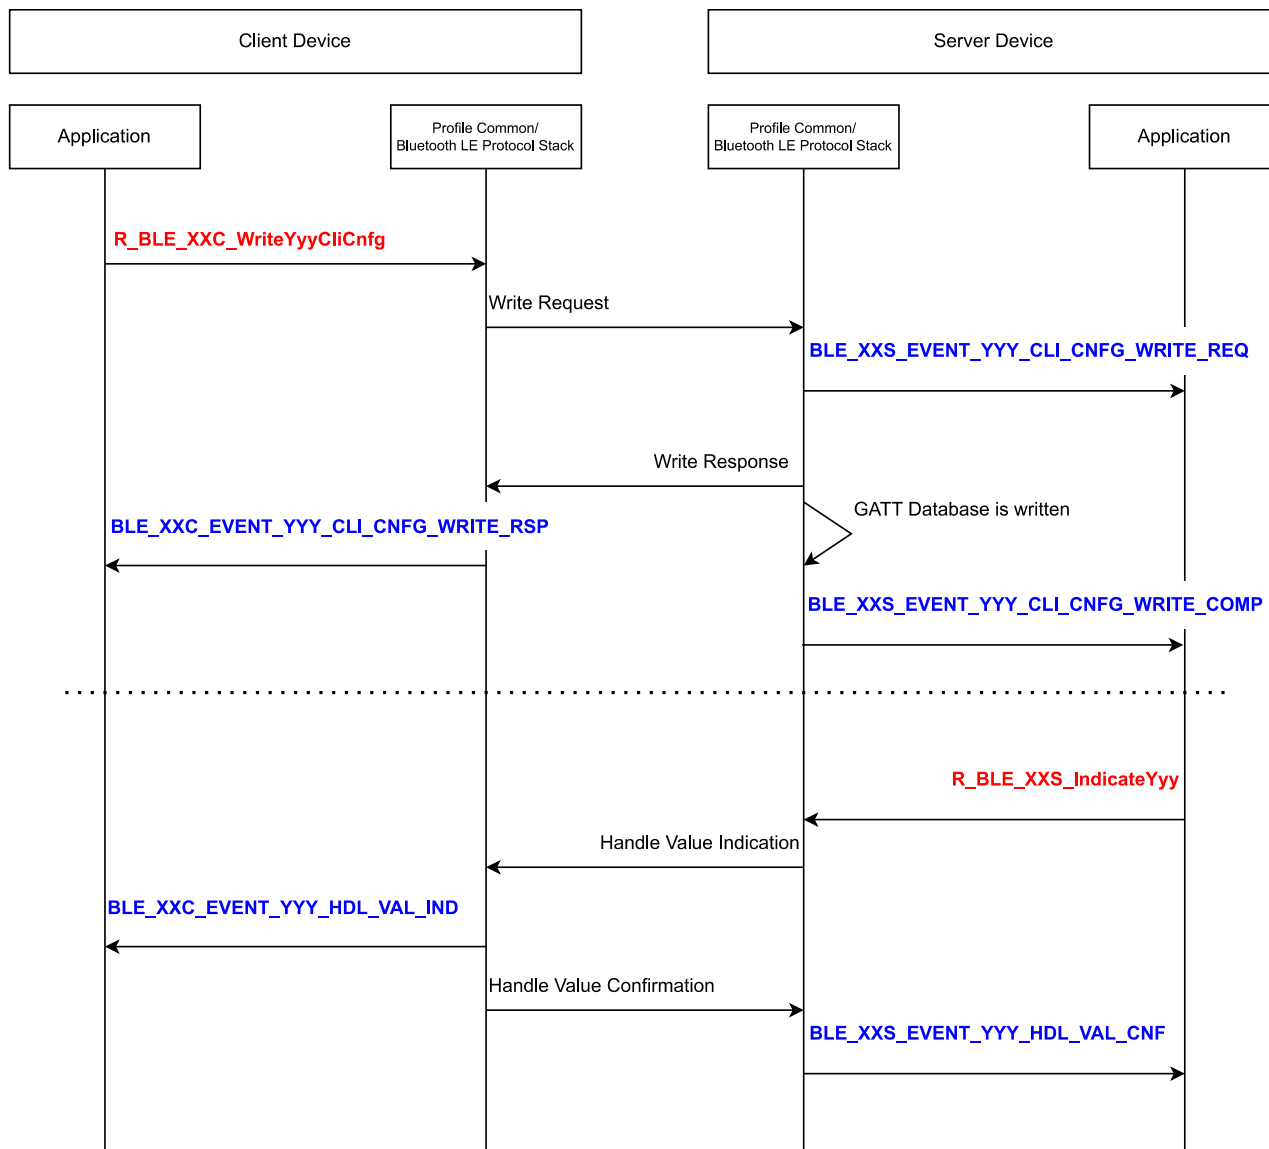 Client Device
Server Device
Application
Profile Common/
Bluetooth LE Protocol Stack
Profile Common/
Bluetooth LE Protocol Stack
Application
R_BLE_XXC_WriteYyyCliCnfg
Write Request
BLE_XXS_EVENT_YYY_CLI_CNFG_WRITE_REQ
Write Response
GATT Database is written
BLE_XXC_EVENT_YYY_CLI_CNFG_WRITE_RSP
BLE_XXS_EVENT_YYY_CLI_CNFG_WRITE_COMP
R_BLE_XXS_IndicateYyy
Handle Value Indication
BLE_XXC_EVENT_YYY_HDL_VAL_IND
Handle Value Confirmation
BLE_XXS_EVENT_YYY_HDL_VAL_CNF